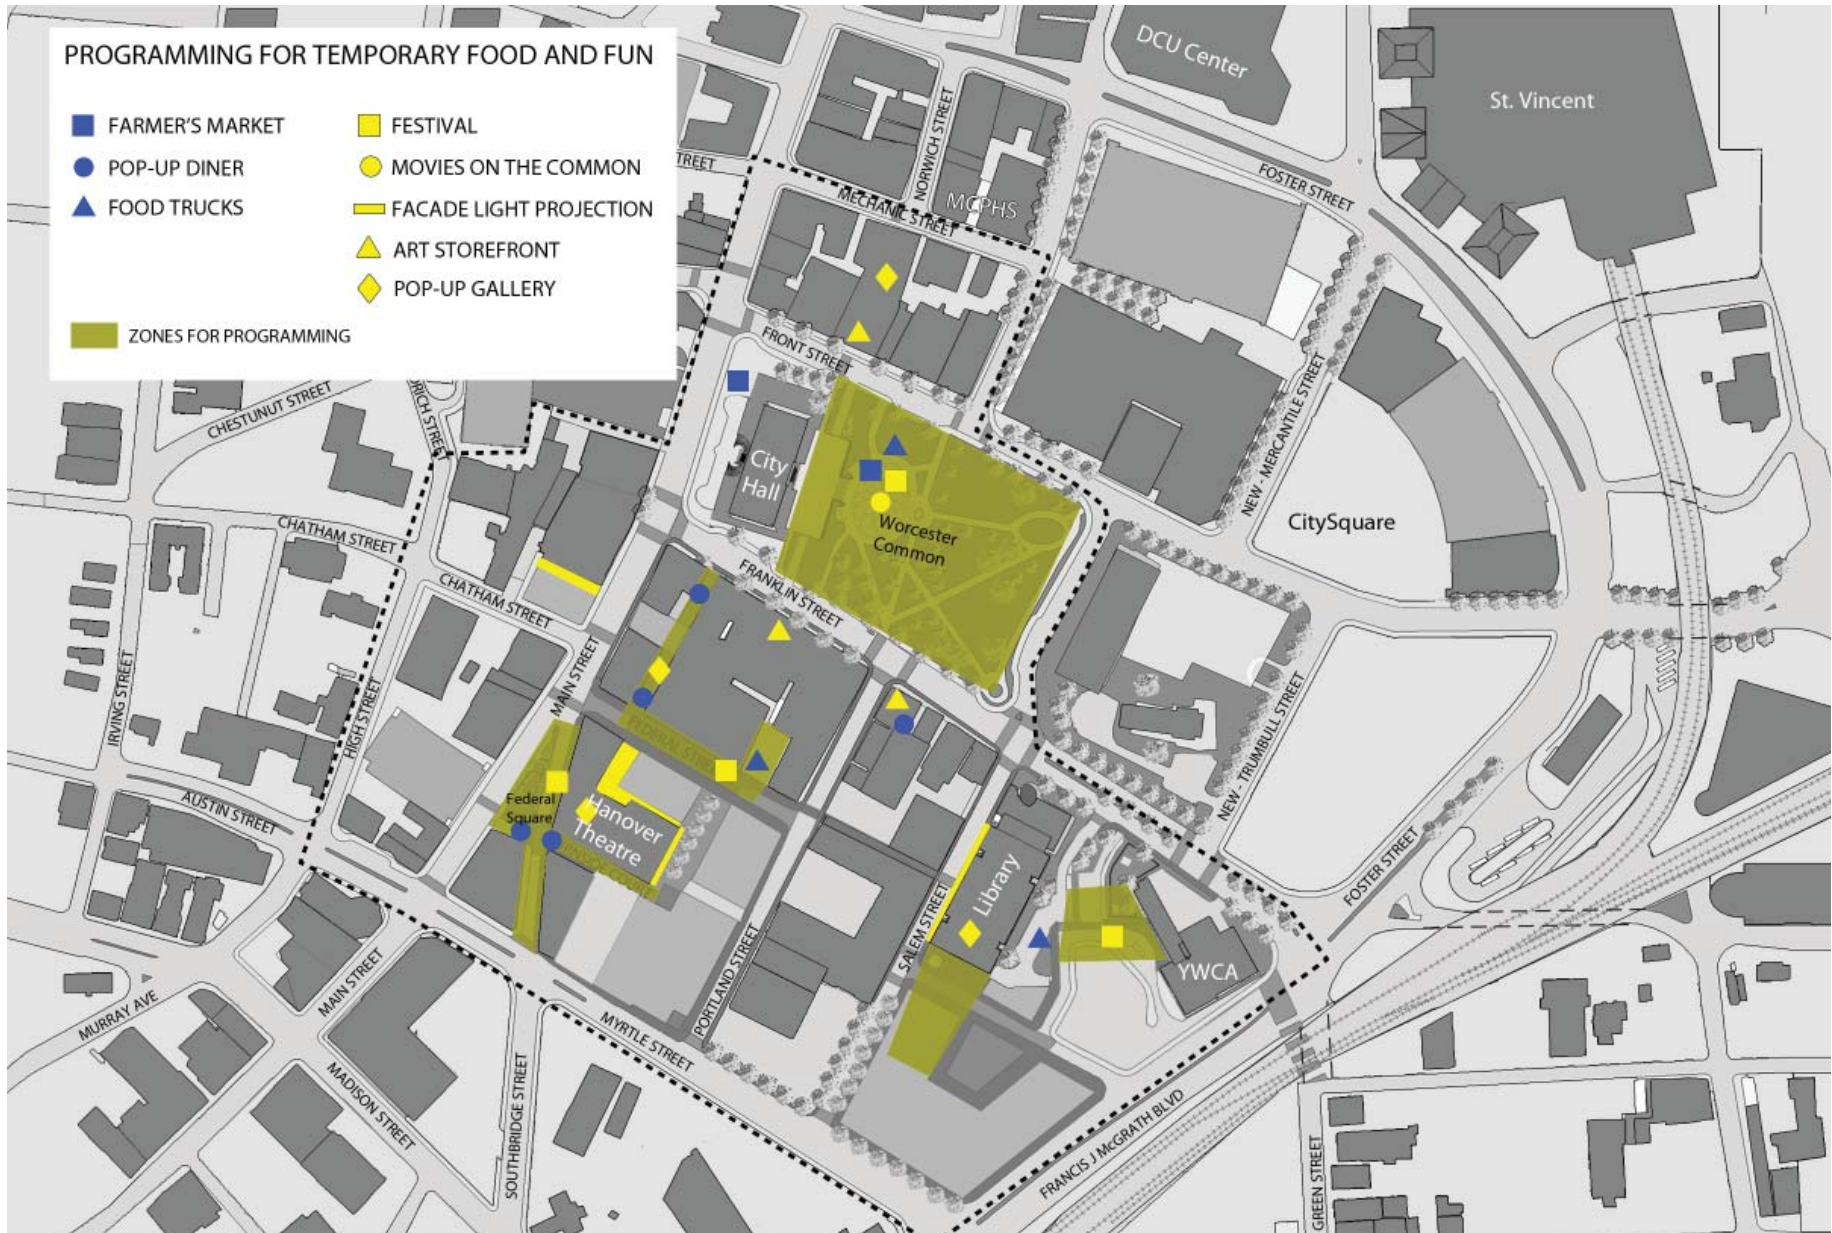 PROGRAMMING FOR TEMPORARY FOOD AND FUN
FARMER'S MARKET
POP-UP DINER
FOOD TRUCKS
FESTIVAL
MOVIES ON THE COMMON
FACADE LIGHT PROJECTION
ART STOREFRONT
POP-UP GALLERY
ZONES FOR PROGRAMMING
DCU Center
St. Vincent
NORWICH STREET
MCPHS
MECHANIC STREET
FOSTER STREET
FRONT STREET
NEW - MERCANTILE STREET
CitySquare
City
Hall
Worcester
Common
CHESTUNUT STREET
CHATHAM STREET
CHATHAM STREET
FRANKLIN STREET
MAIN STREET
IRVING STREET
HIGH STREET
FEDERAL
NEW - TRUMBULL STREET
AUSTIN STREET
Federal
Square
Hanover
Theatre
Library
SALEM STREET
FOSTER STREET
YWCA
PORTLAND STREET
MURRAY AVE
MAIN STREET
MYRTLE STREET
MADISON STREET
SOUTHBRIDGE STREET
FRANCIS J McGRATH BLVD
GREEN STREET